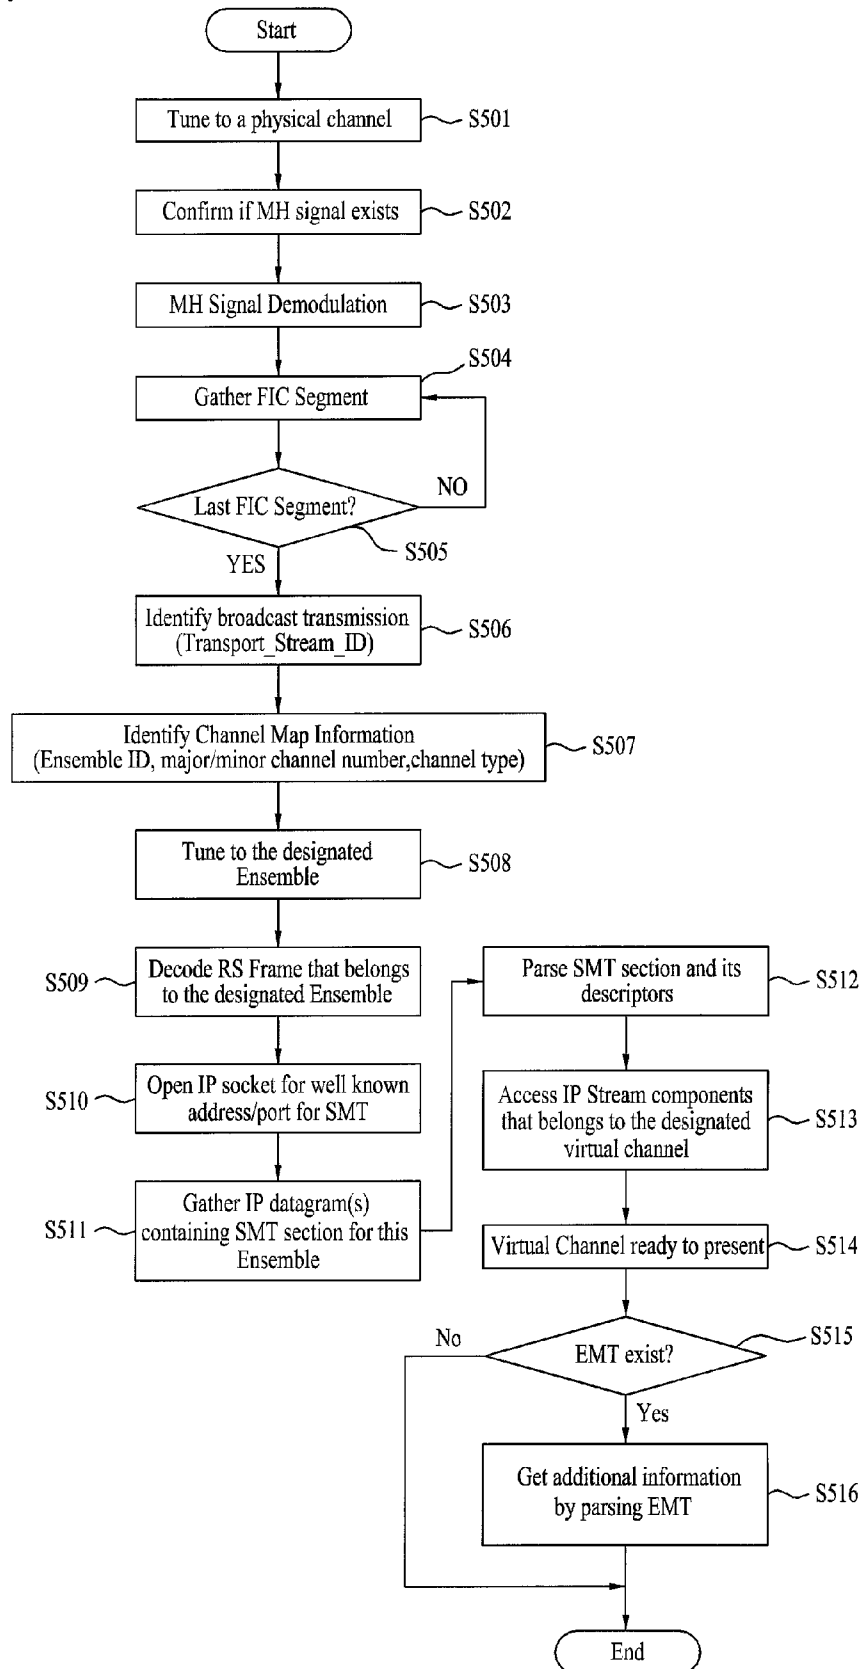 Start
Tune to a physical channel
S501
Confirm if MH signal exists
S502
MH Signal Demodulation
S503
S504
Gather FIC Segment
NO
Last FIC Segment?
S505
YES
Identify broadcast transmission
(Transport_Stream_ID)
S506
Identify Channel Map Information
(Ensemble ID, major/minor channel number,channel type)
S507
Tune to the designated
Ensemble
S508
S509
Decode RS Frame that belongs
to the designated Ensemble
S510
Open IP socket for well known
address/port for SMT
S511
Gather IP datagram(s)
containing SMT section for this
Ensemble
Parse SMT section and its
descriptors
S512
Access IP Stream components
that belongs to the designated
virtual channel
S513
Virtual Channel ready to present
S514
S515
No
EMT exist?
Yes
Get additional information
by parsing EMT
S516
End